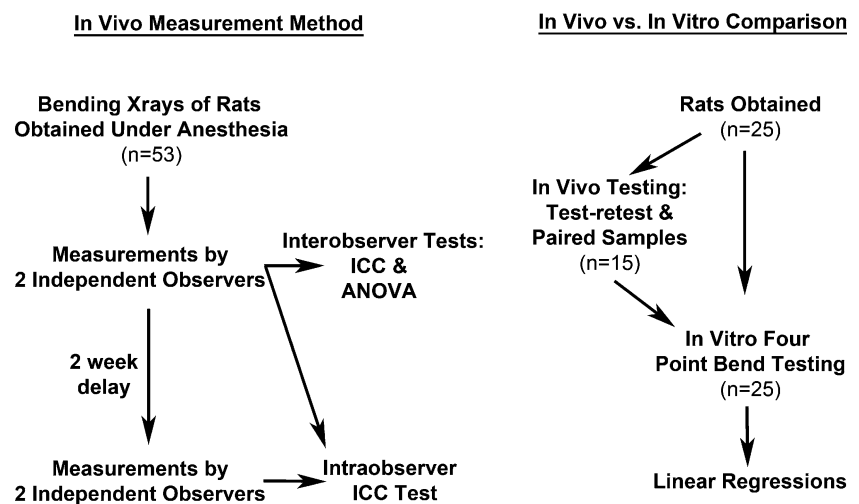 In Vivo Measurement Method
Bending Xrays of Rats
Obtained Under Anesthesia
(n=53)
Measurements by
2 Independent Observers
Interobserver Tests:
ICC &
ANOVA
2 week
delay
Measurements by
2 Independent Observers
Intraobserver
ICC Test
In Vivo vs. In Vitro Comparison
Rats Obtained
(n=25)
In Vivo Testing:
Test-retest &
Paired Samples
(n=15)
In Vitro Four
Point Bend Testing
(n=25)
Linear Regressions